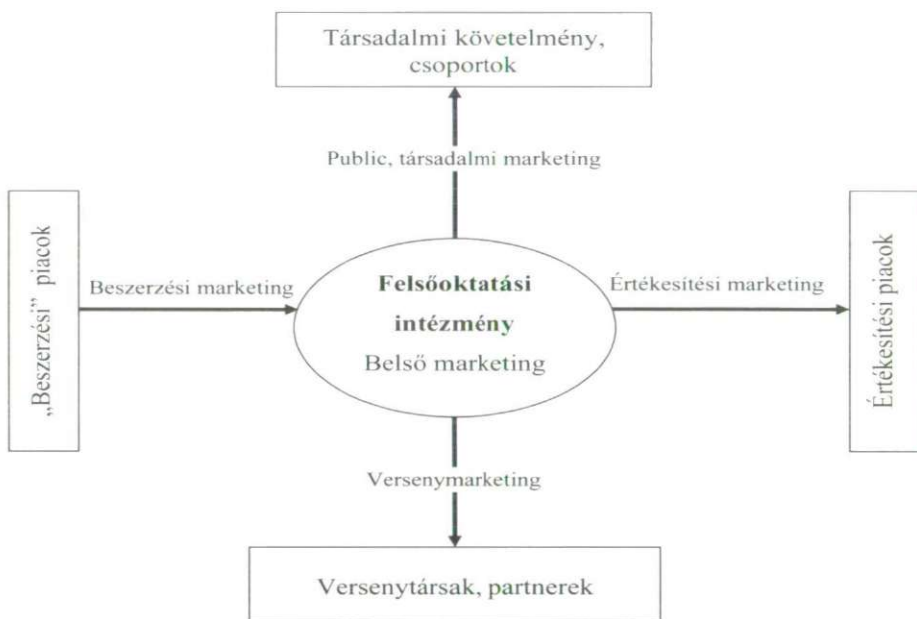 Társadalmi követelmény,
csoportok
Public, társadalmi marketing
„Beszerzési” piacok
Beszerzési marketing
Felsőoktatási
intézmény
Belső marketing
Értékesítési marketing
Értékesítési piacok
Versenymarketing
Versenytársak, partnerek